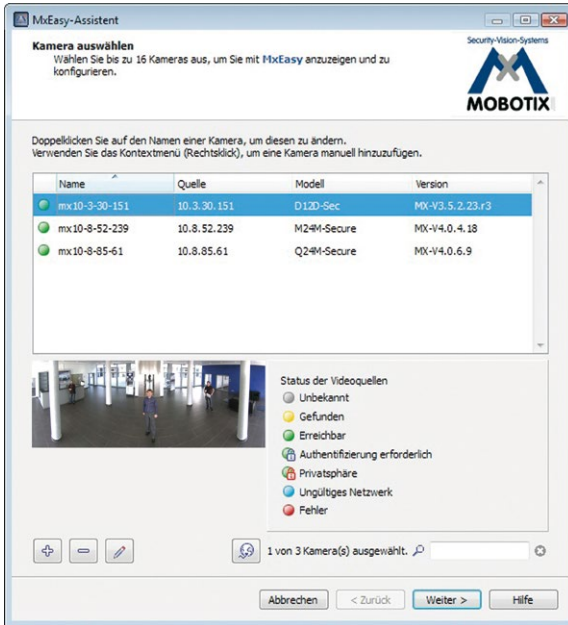 MxEasy-Assistent
Kamera auswählen
Wählen Sie bis zu 16 Kameras aus, um Sie mit MxEasy anzuzeigen und zu
konfigurieren.
Security-Vision-Systems
MOBOTIX
Doppelklicken Sie auf den Namen einer Kamera, um diesen zu ändern.
Verwenden Sie das Kontextmenü (Rechtsklick), um eine Kamera manuell hinzuzufügen.
Name Quelle Modell Version
mx10-3-30-151 10.3.30.151 D12D-Sec MX-V3.5.2.23.r3
mx10-8-52-239 10.8.52.239 M24M-Secure MX-V4.0.4.18
mx10-8-85-61 10.8.85.61 Q24M-Secure MX-V4.0.6.9
Status der Videoquellen
Unbekannt
Gefunden
Erreichbar
Authentifizierung erforderlich
Privatsphäre
Ungültiges Netzwerk
Fehler
1 von 3 Kamera(s) ausgewählt.
Abbrechen < Zurück Weiter > Hilfe